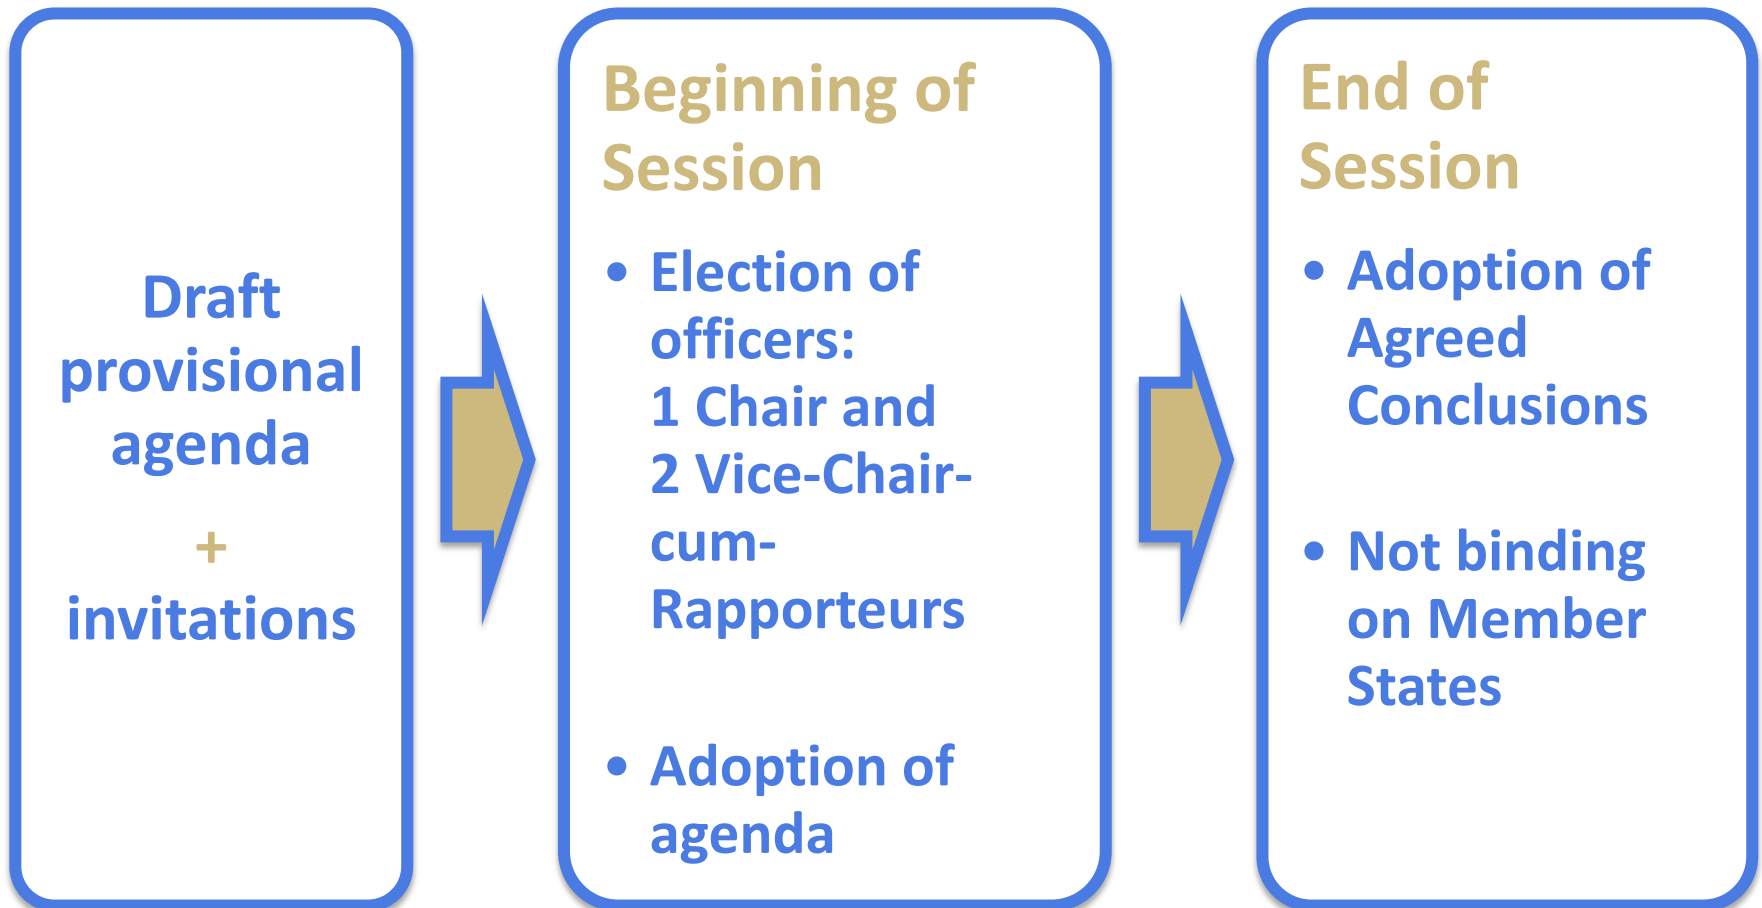 Draft
provisional
agenda
+
invitations
Beginning of
Session
• Election of
officers:
1 Chair and
2 Vice-Chair-
cum-
Rapporteurs
• Adoption of
agenda
End of
Session
• Adoption of
Agreed
Conclusions
• Not binding
on Member
States